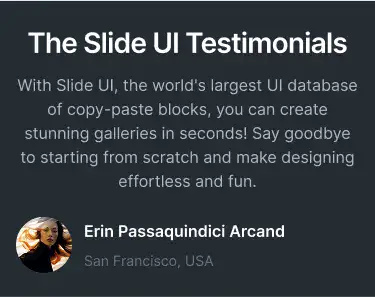 The Slide UI Testimonials
With Slide UI, the world's largest UI database
of copy-paste blocks, you can create
stunning galleries in seconds! Say goodbye
to starting from scratch and make designing
effortless and fun.
Erin Passaquindici Arcand
San Francisco, USA